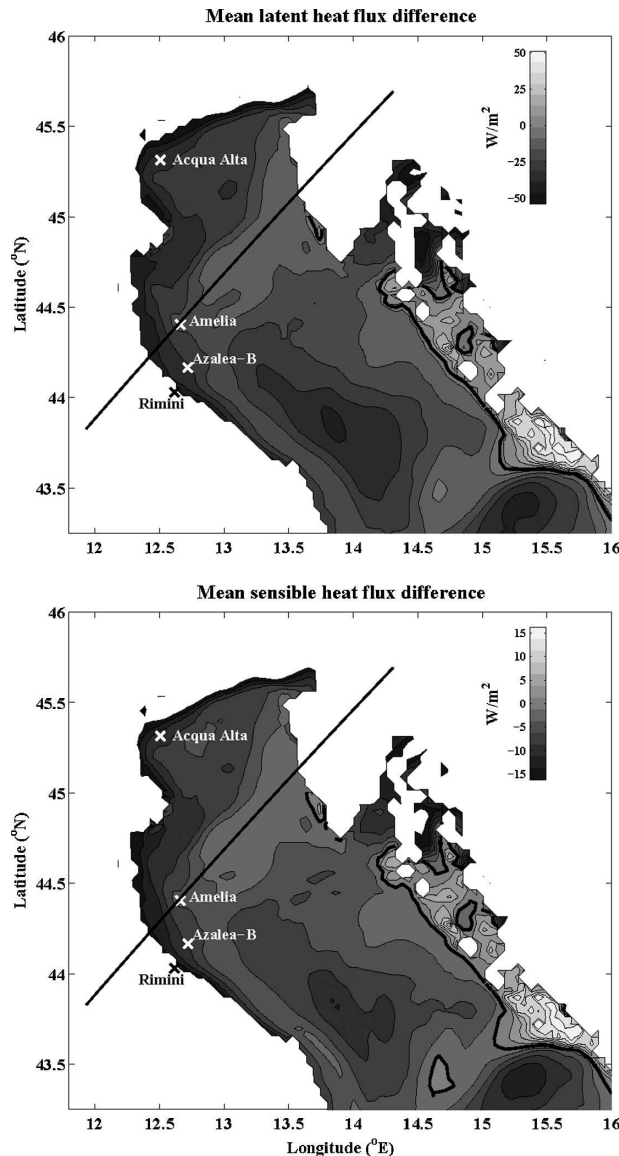 Mean latent heat flux difference
46
45.5
45
44.5
44
43.5
Latitude (°N)
12
12.5
13
13.5
14
14.5
15
15.5
16
W/m²
50
25
0
−25
−50
Acqua Alta
Amelia
Azalea−B
Rimini
Mean sensible heat flux difference
46
45.5
45
44.5
44
43.5
Latitude (°N)
12
12.5
13
13.5
14
14.5
15
15.5
16
Longitude (°E)
W/m²
15
10
5
0
−5
−10
−15
Acqua Alta
Amelia
Azalea−B
Rimini